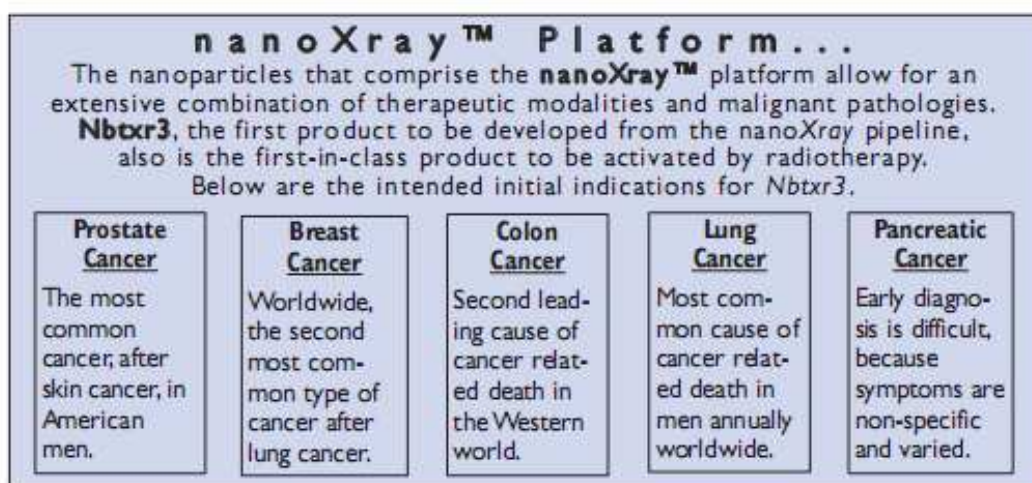 nanoXray™ Platform...
The nanoparticles that comprise the nanoXray™ platform allow for an
extensive combination of therapeutic modalities and malignant pathologies.
Nbtxr3, the first product to be developed from the nanoXray pipeline,
also is the first-in-class product to be activated by radiotherapy.
Below are the intended initial indications for Nbtxr3.
Prostate
Cancer
The most
common
cancer, after
skin cancer, in
American
men.
Breast
Cancer
Worldwide,
the second
most com-
mon type of
cancer after
lung cancer.
Colon
Cancer
Second lead-
ing cause of
cancer relat-
ed death in
the Western
world.
Lung
Cancer
Most com-
mon cause of
cancer relat-
ed death in
men annually
worldwide.
Pancreatic
Cancer
Early diagno-
sis is difficult,
because
symptoms are
non-specific
and varied.